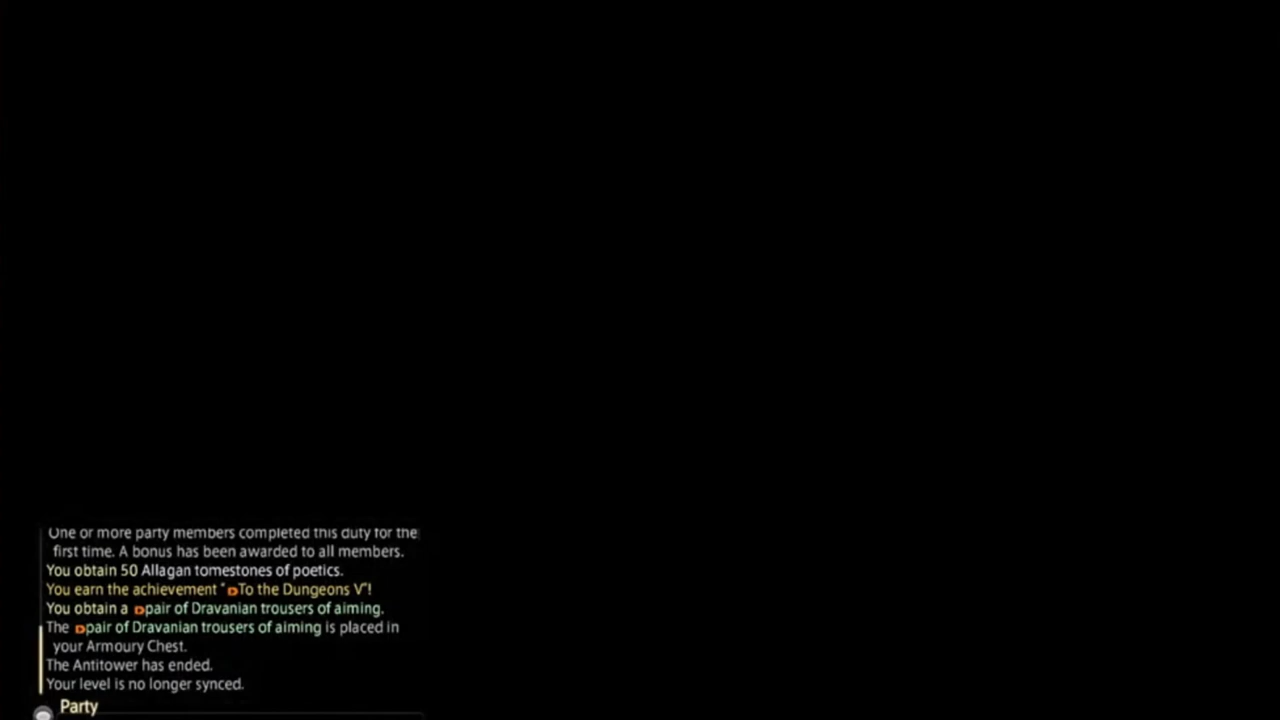 One or more party members completed this duty for the
first time. A bonus has been awarded to all members.
You obtain 50 Allagan tomestones of poetics.
You earn the achievement "To the Dungeons V"!
You obtain a pair of Dravanian trousers of aiming.
The pair of Dravanian trousers of aiming is placed in
your Armoury Chest.
The Antitower has ended.
Your level is no longer synced.
Party